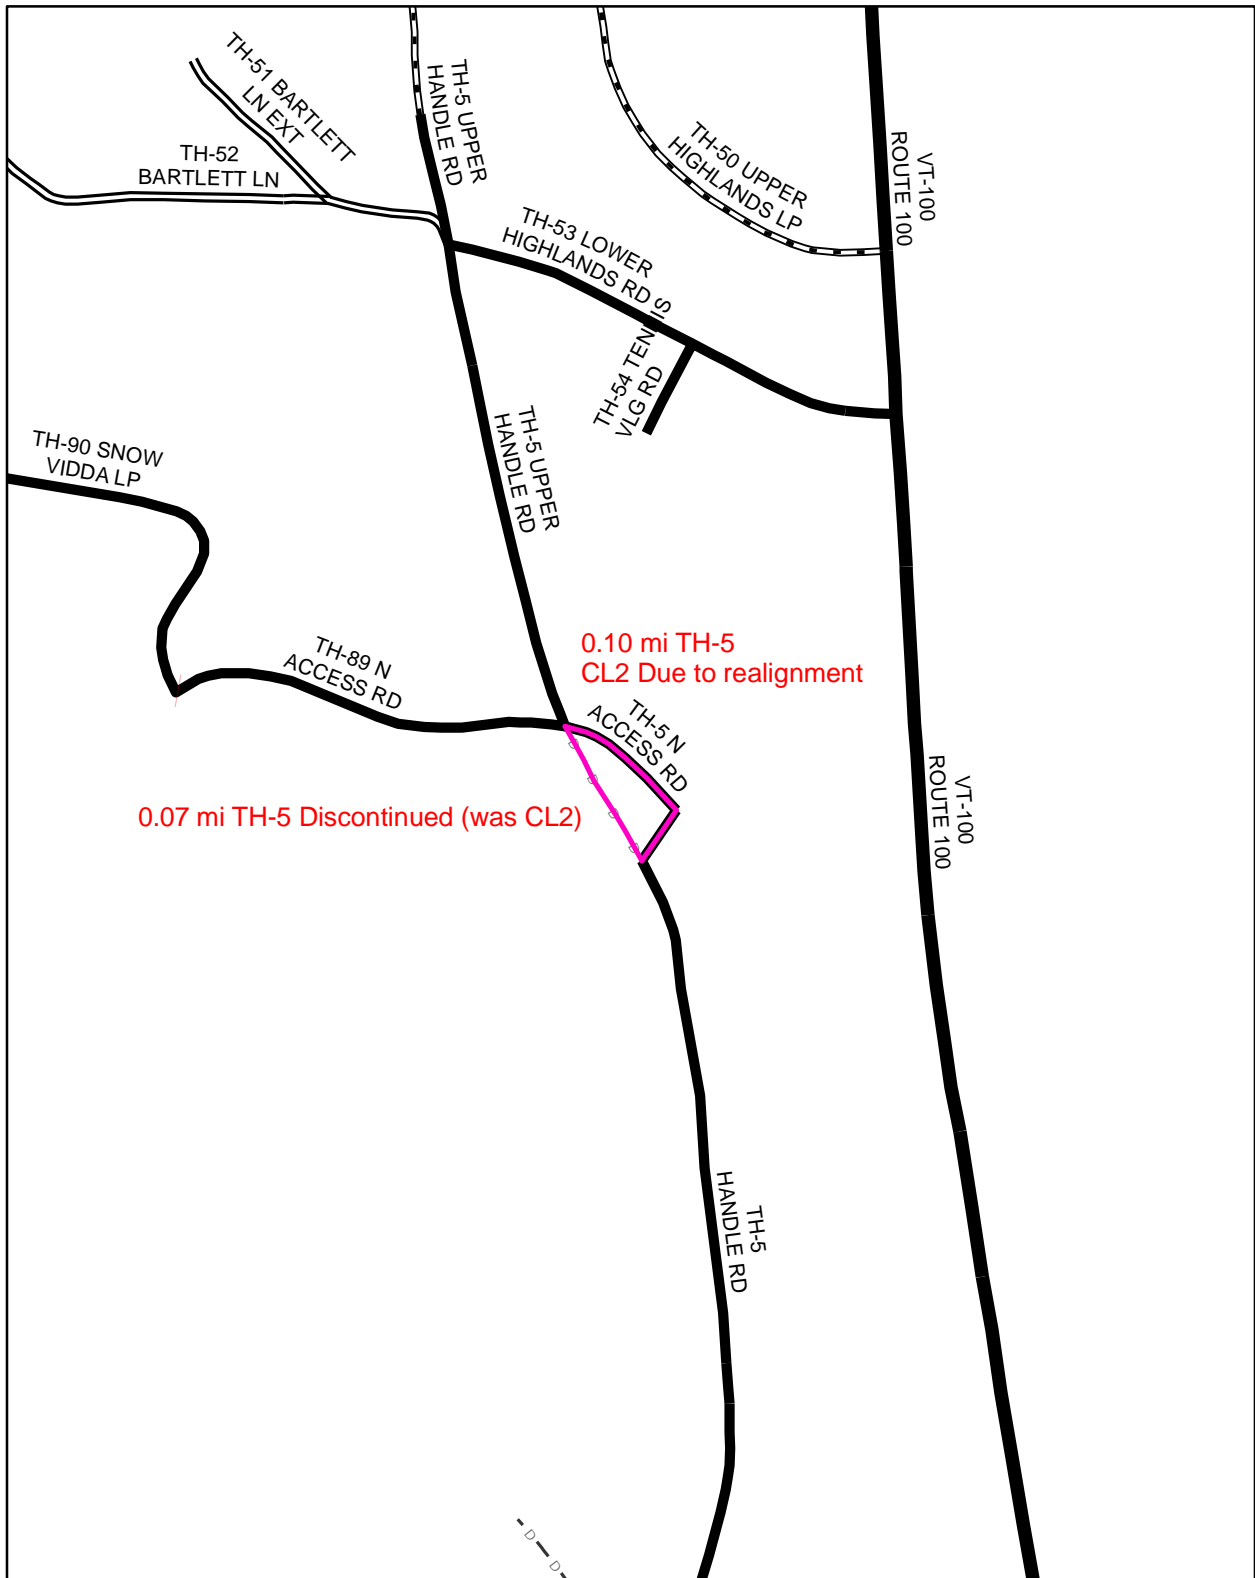 TH-51 BARTLETT
LN EXT
TH-5 UPPER
HANDLE RD
TH-52
BARTLETT LN
TH-50 UPPER
HIGHLANDS LP
VT-100
ROUTE 100
TH-53 LOWER
HIGHLANDS RD
TH-54 TENNIS
VLG RD
TH-5 UPPER
HANDLE RD
TH-90 SNOW
VIDDA LP
TH-89 N
ACCESS RD
0.10 mi TH-5
CL2 Due to realignment
TH-5 N
ACCESS RD
0.07 mi TH-5 Discontinued (was CL2)
D
D
D
D
VT-100
ROUTE 100
TH-5
HANDLE RD
D
D